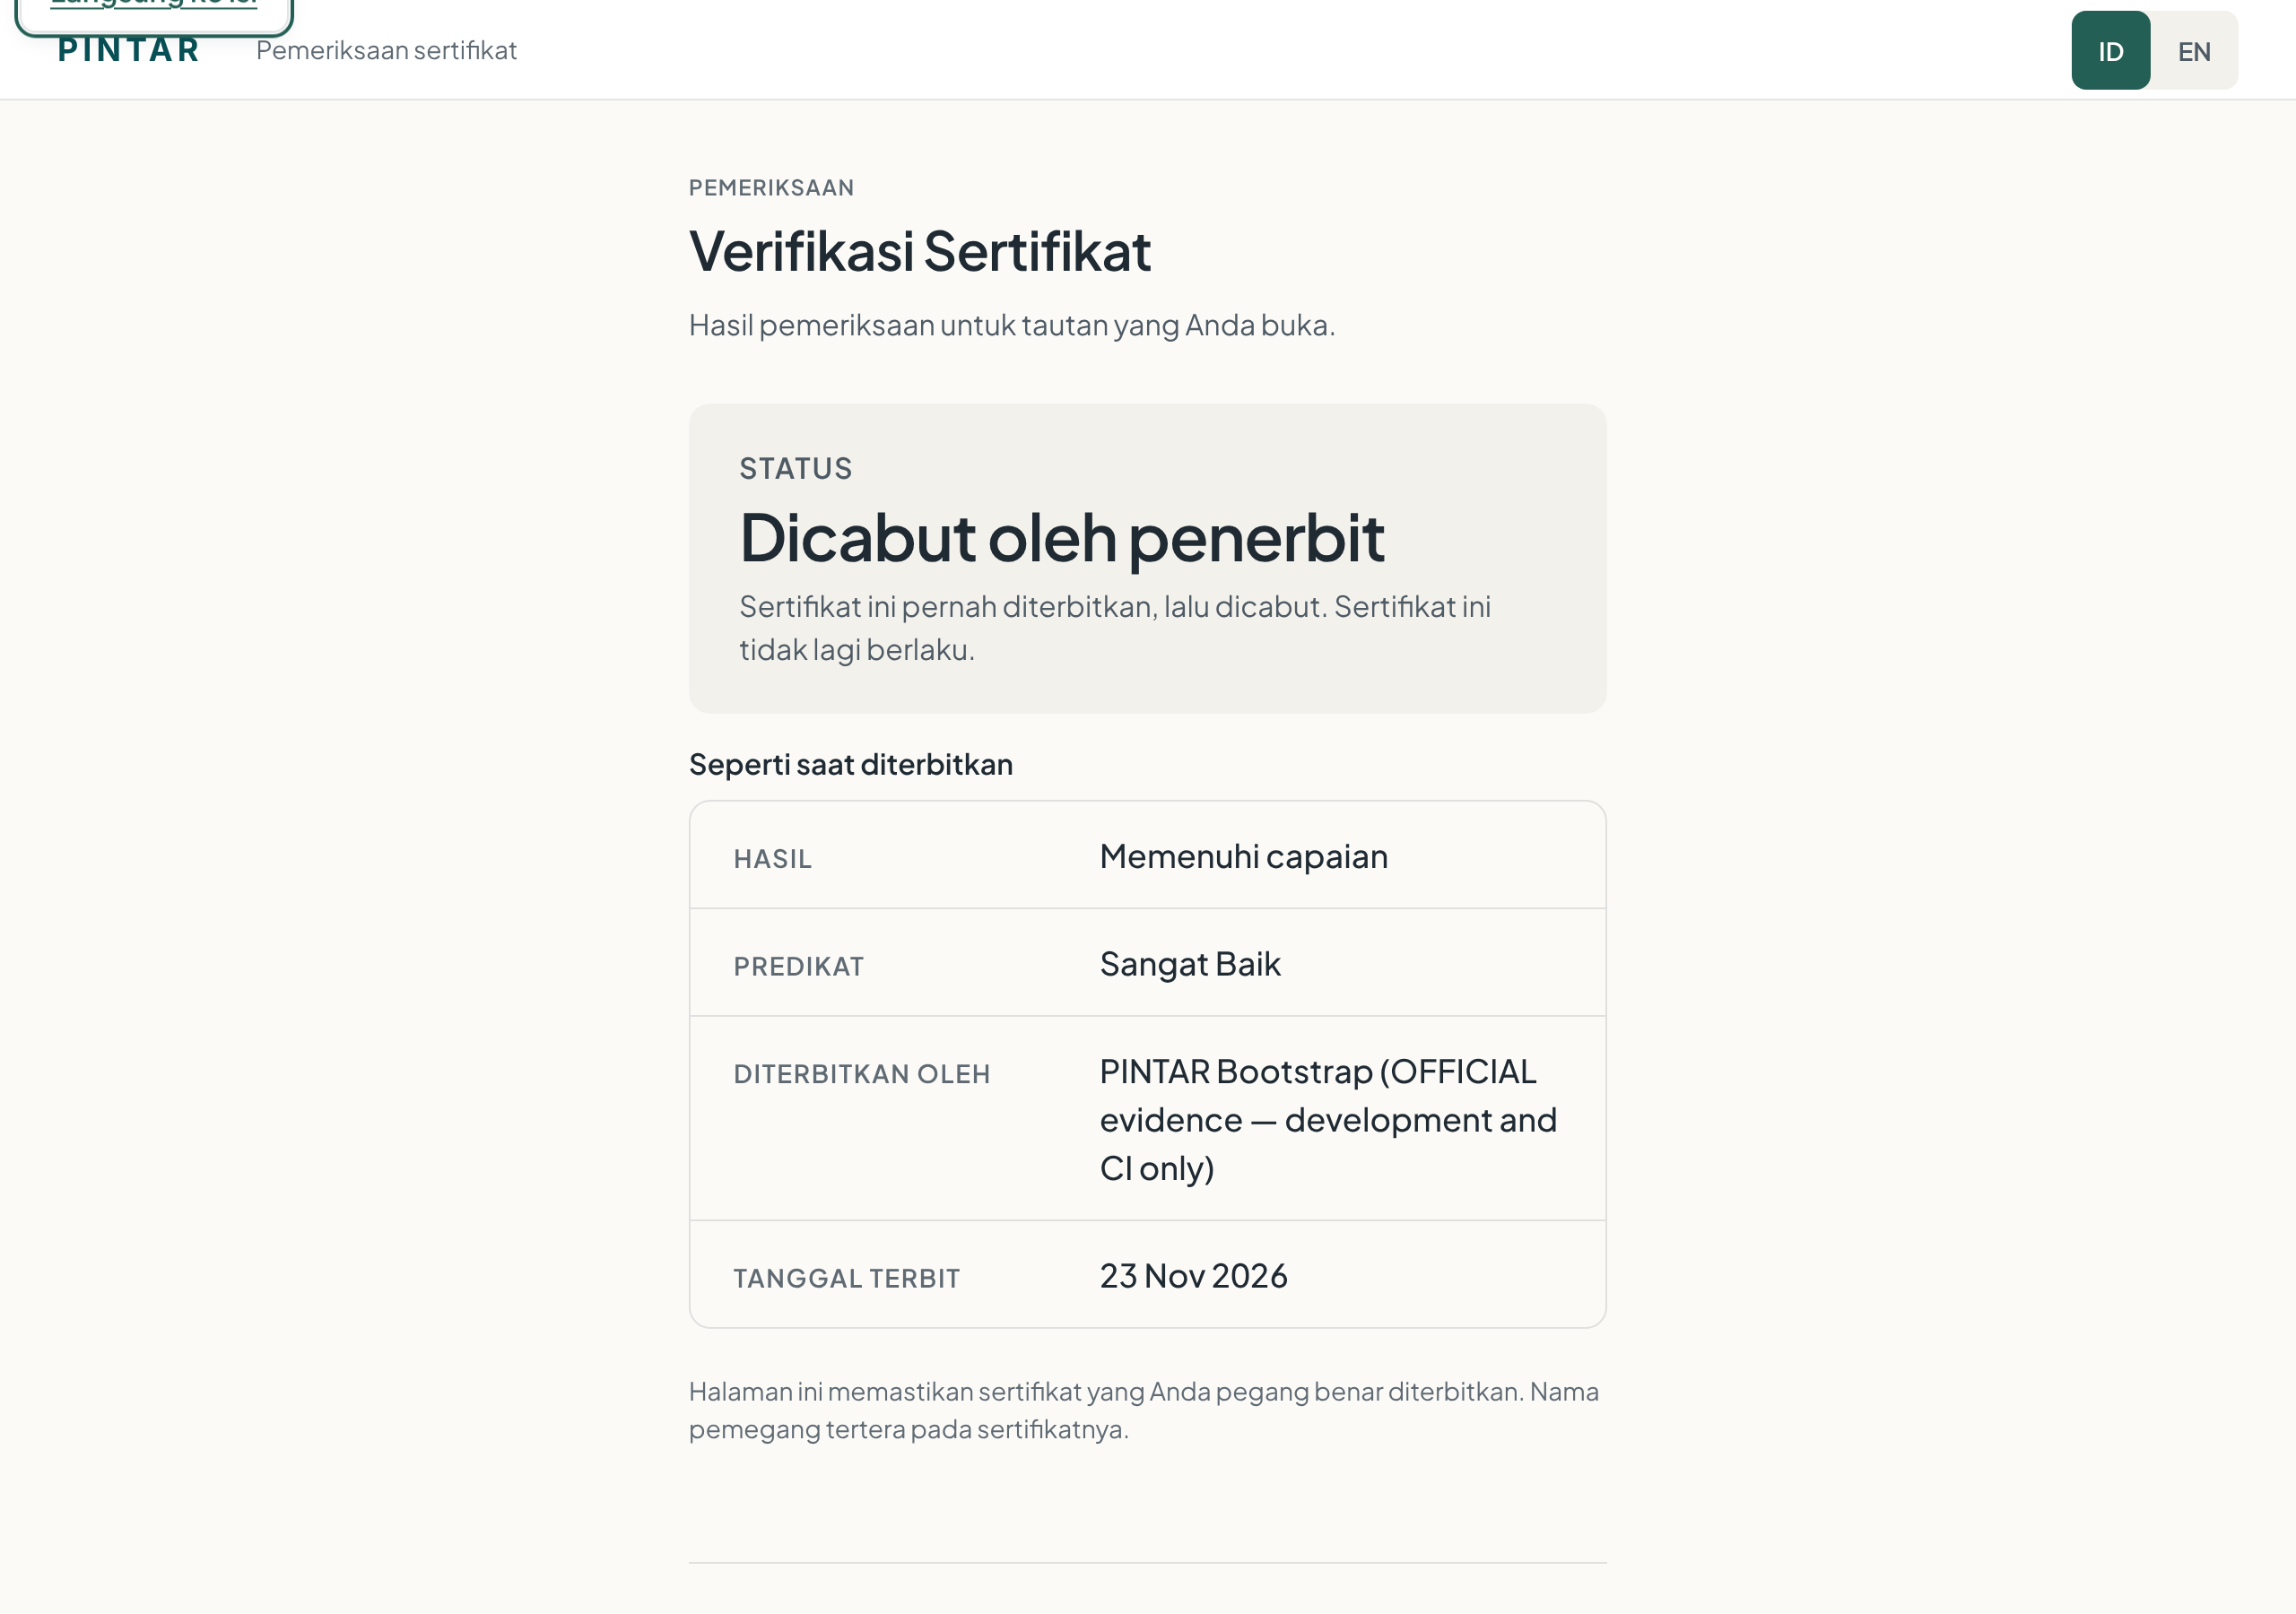 Langsung ke isi
PINTAR
Pemeriksaan sertifikat
ID
EN
PEMERIKSAAN
Verifikasi Sertifikat
Hasil pemeriksaan untuk tautan yang Anda buka.
STATUS
Dicabut oleh penerbit
Sertifikat ini pernah diterbitkan, lalu dicabut. Sertifikat ini
tidak lagi berlaku.
Seperti saat diterbitkan
HASIL
Memenuhi capaian
PREDIKAT
Sangat Baik
DITERBITKAN OLEH
PINTAR Bootstrap (OFFICIAL
evidence — development and
CI only)
TANGGAL TERBIT
23 Nov 2026
Halaman ini memastikan sertifikat yang Anda pegang benar diterbitkan. Nama
pemegang tertera pada sertifikatnya.